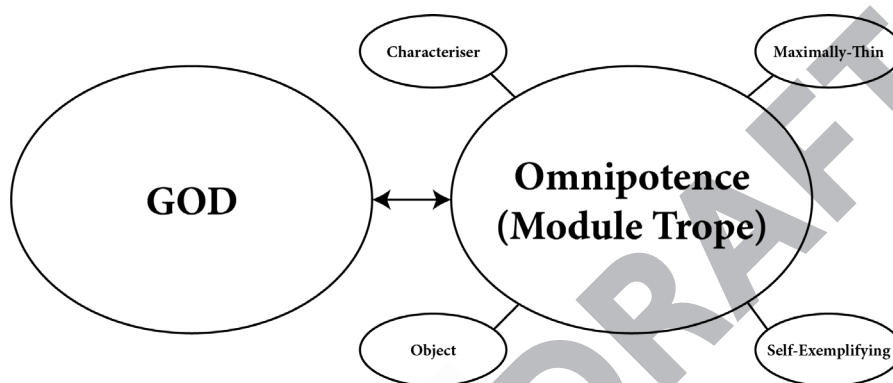 Characteriser
Maximally-Thin
GOD
Omnipotence
(Module Trope)
Object
Self-Exemplifying
DRAFT